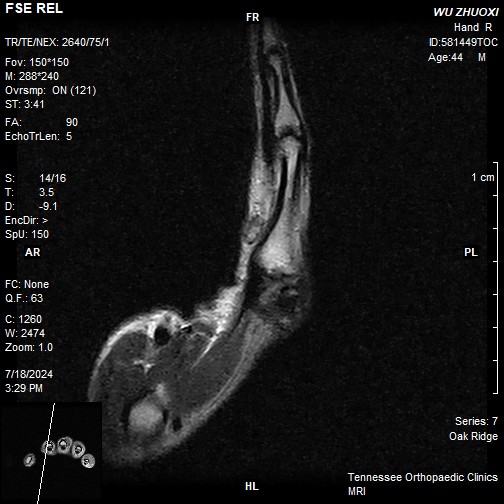 FSE REL
FR
WU ZHUOXI
Hand R
ID:581449TOC
Age:44 M
TR/TE/NEX: 2640/75/1
Fov: 150*150
M: 288*240
Ovrsmp: ON (121)
ST: 3:41
FA: 90
EchoTrLen: 5
S: 14/16
T: 3.5
D: -9.1
EncDir: >
SpU: 150
1 cm
AR
PL
FC: None
Q.F.: 63
C: 1260
W: 2474
Zoom: 1.0
7/18/2024
3:29 PM
Series: 7
Oak Ridge
HL
Tennessee Orthopaedic Clinics
MRI